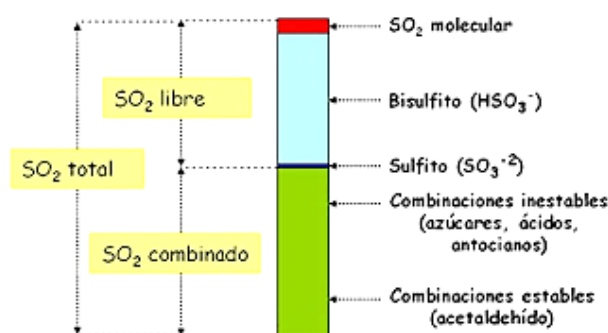 SO2 molecular
SO2 libre
Bisulfito (HSO3-)
SO2 total
Sulfito (SO3-2)
Combinaciones inestables
(azúcares, ácidos,
antocianos)
SO2 combinado
Combinaciones estables
(acetaldehído)